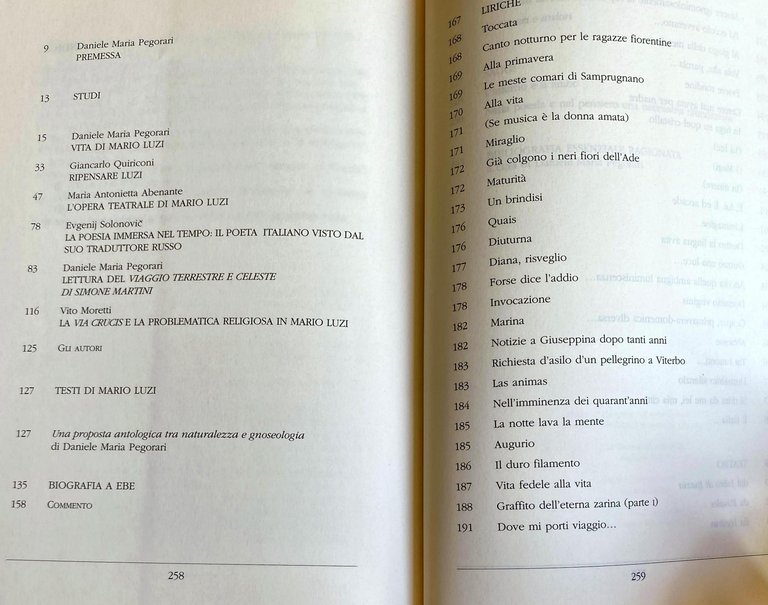 9 Daniele Maria Pegorari
PREMESSA
13 STUDI
15 Daniele Maria Pegorari
VITA DI MARIO LUZI
33 Giancarlo Quiriconi
RIPENSARE LUZI
47 Maria Antonietta Abenante
L'OPERA TEATRALE DI MARIO LUZI
78 Evgenij Solonovič
LA POESIA IMMERSA NEL TEMPO: IL POETA ITALIANO VISTO DAL
SUO TRADUTTORE RUSSO
83 Daniele Maria Pegorari
LETTURA DEL VIAGGIO TERRESTRE E CELESTE
DI SIMONE MARTINI
116 Vito Moretti
LA VIA CRUCIS E LA PROBLEMATICA RELIGIOSA IN MARIO LUZI
125 GLI AUTORI
127 TESTI DI MARIO LUZI
127 Una proposta antologica tra naturalezza e gnoseologia
di Daniele Maria Pegorari
135 BIOGRAFIA A EBE
158 COMMENTO
258
167 LIRICHE
168 Toccata
168 Canto notturno per le ragazze fiorentine
169 Alla primavera
169 Le meste comari di Samprugnano
170 Alla vita
171 (Se musica è la donna amata)
171 Miraglio
172 Già colgono i neri fiori dell'Ade
172 Maturità
173 Un brindisi
176 Quais
176 Diuturna
177 Diana, risveglio
178 Forse dice l'addio
178 Invocazione
182 Marina
182 Notizie a Giuseppina dopo tanti anni
183 Richiesta d'asilo d'un pellegrino a Viterbo
183 Las animas
184 Nell'imminenza dei quarant'anni
185 La notte lava la mente
185 Augurio
186 Il duro filamento
187 Vita fedele alla vita
188 Graffito dell'eterna zarina (parte I)
191 Dove mi porti viaggio...
259